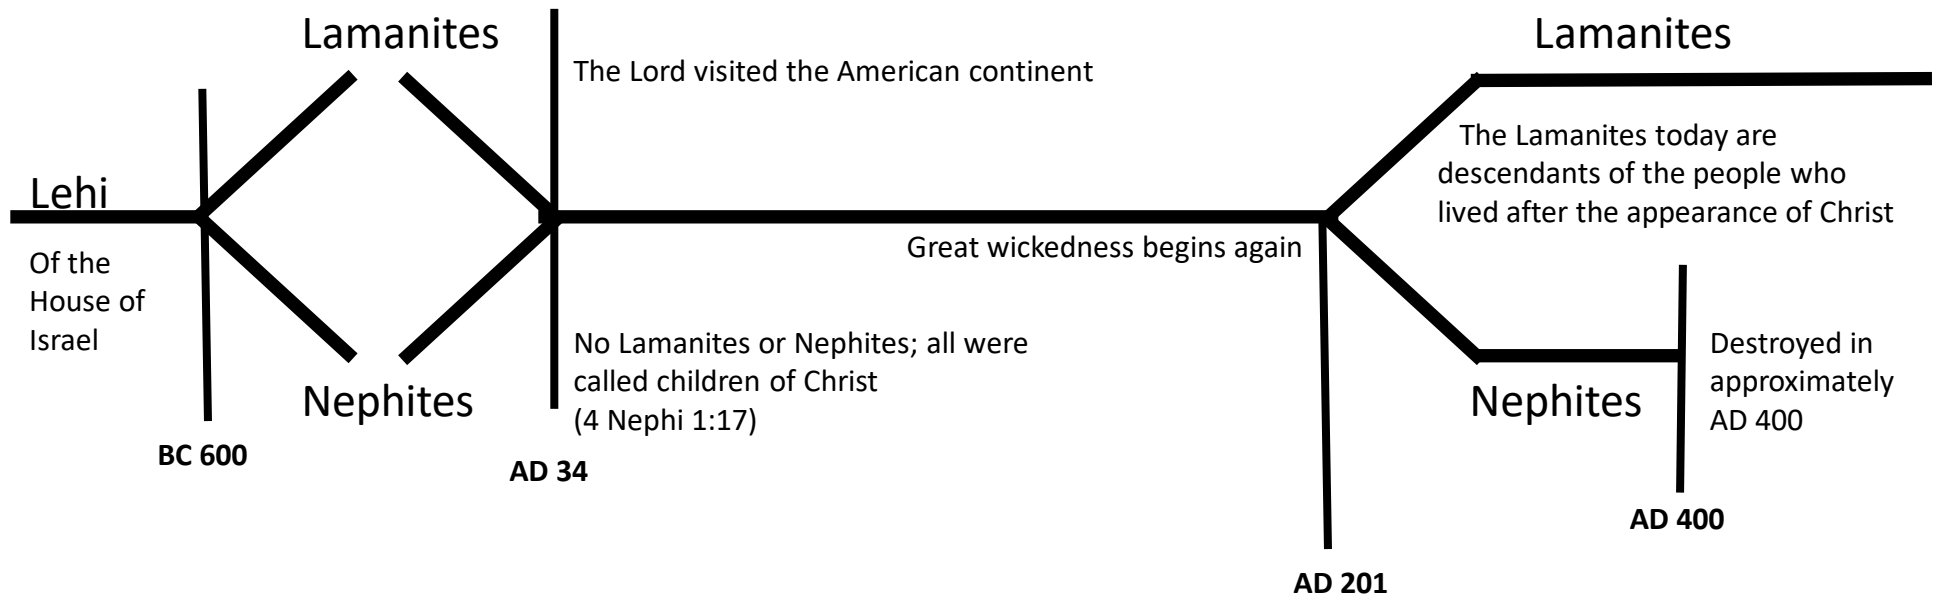 Lamanites
Lamanites
The Lord visited the American continent
The Lamanites today are
descendants of the people who
lived after the appearance of Christ
Lehi
Of the
House of
Israel
Great wickedness begins again
No Lamanites or Nephites; all were
called children of Christ
(4 Nephi 1:17)
Nephites
Nephites
Destroyed in
approximately
AD 400
BC 600
AD 34
AD 400
AD 201